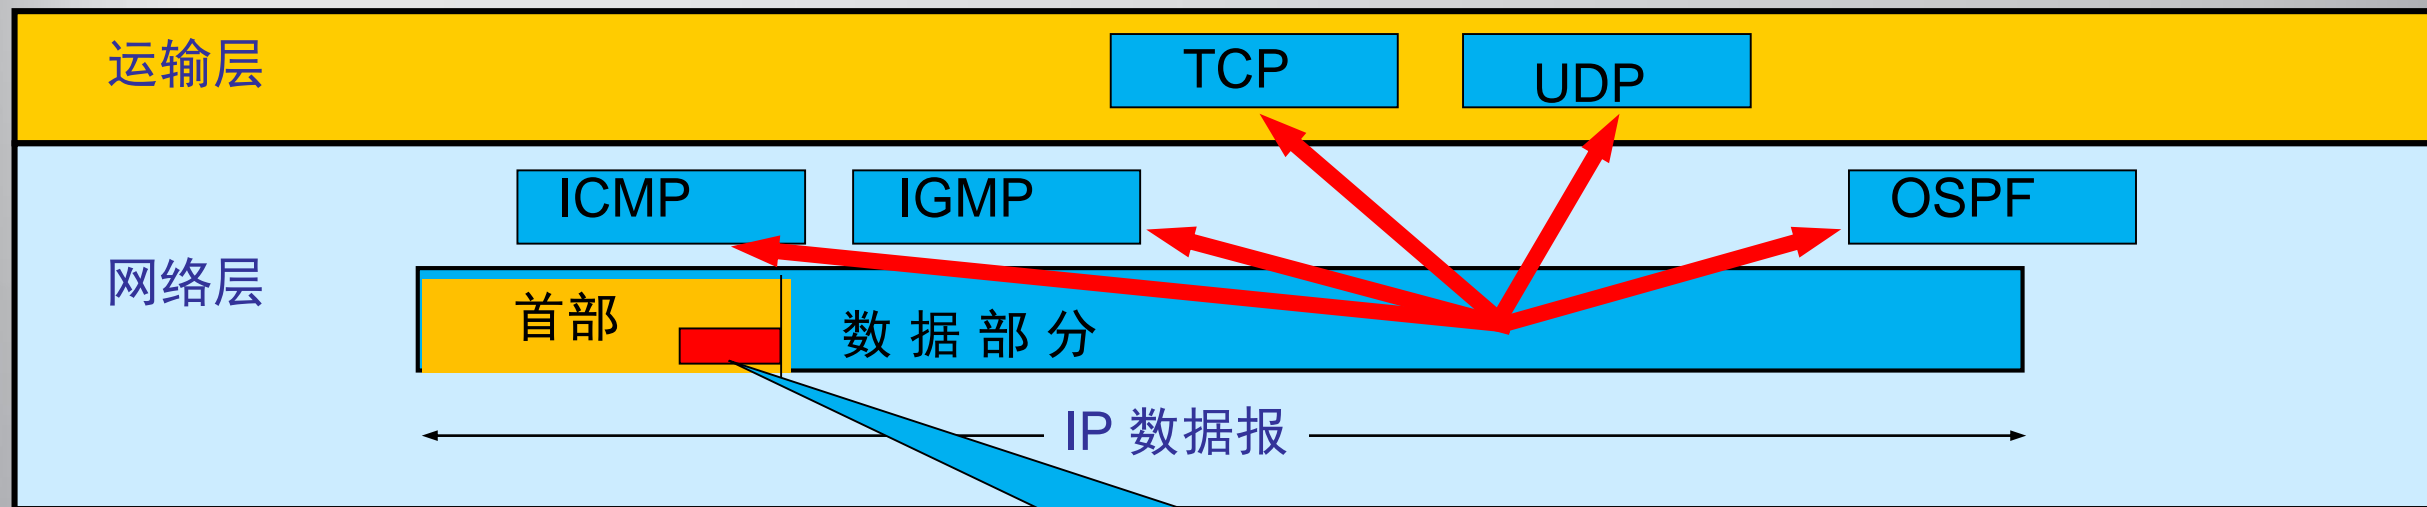 运输层
TCP
UDP
ICMP
IGMP
OSPF
网络层
首部
数据部分
IP 数据报